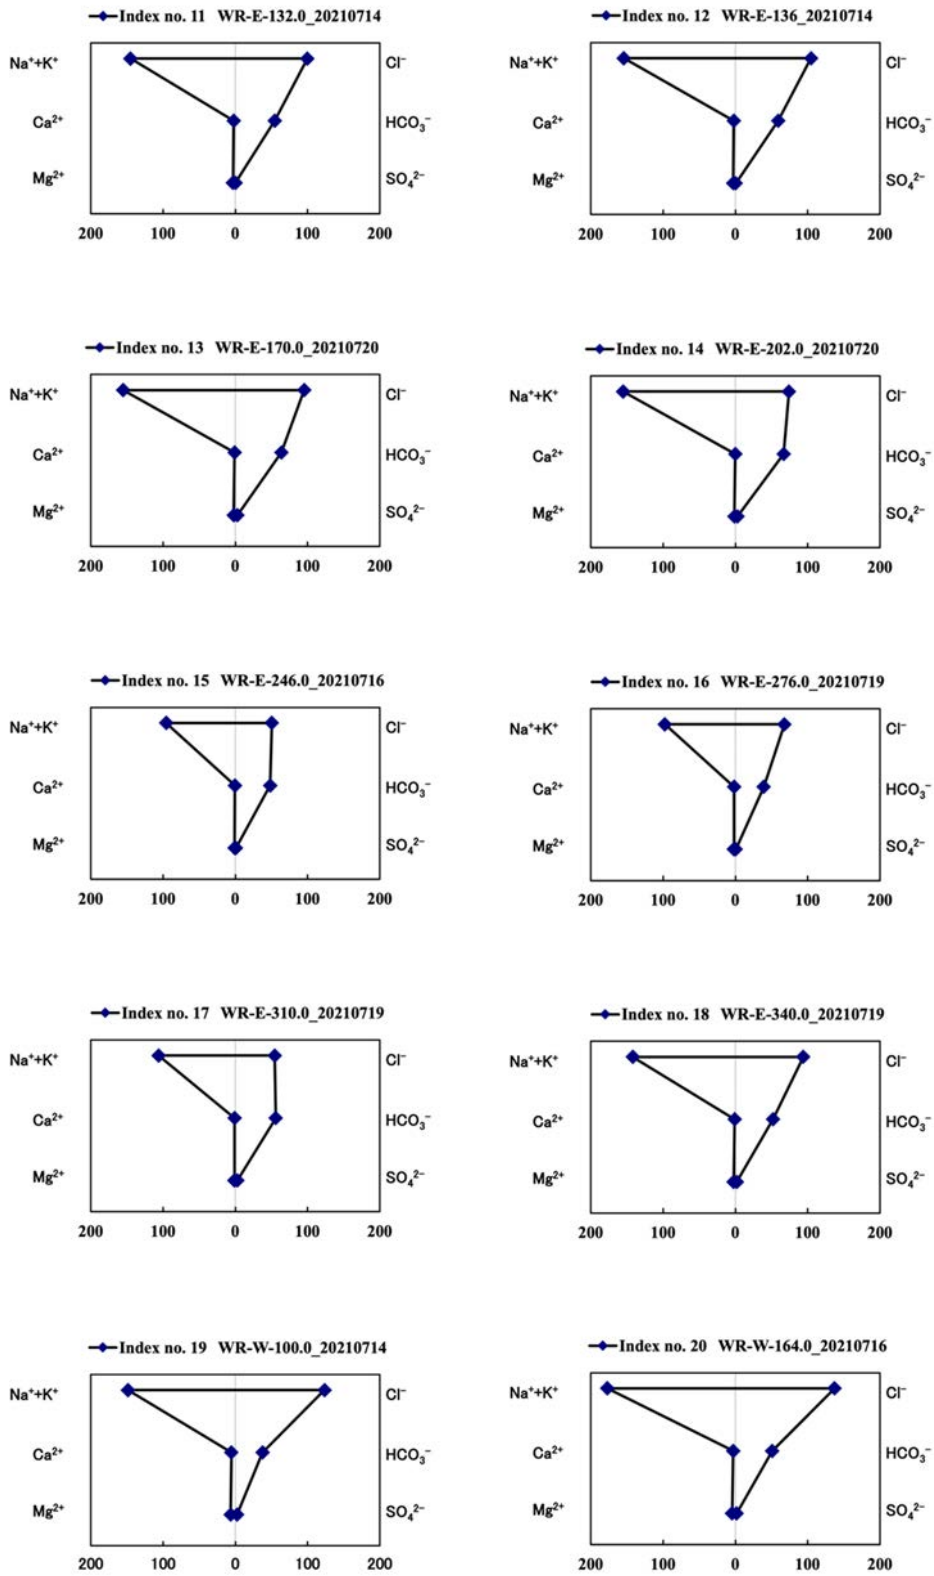 Index no. 11 WR-E-132.0_20210714
Na⁺+K⁺ Cl⁻
Ca²⁺ HCO₃⁻
Mg²⁺ SO₄²⁻
200 100 0 100 200
Index no. 12 WR-E-136_20210714
Na⁺+K⁺ Cl⁻
Ca²⁺ HCO₃⁻
Mg²⁺ SO₄²⁻
200 100 0 100 200
Index no. 13 WR-E-170.0_20210720
Na⁺+K⁺ Cl⁻
Ca²⁺ HCO₃⁻
Mg²⁺ SO₄²⁻
200 100 0 100 200
Index no. 14 WR-E-202.0_20210720
Na⁺+K⁺ Cl⁻
Ca²⁺ HCO₃⁻
Mg²⁺ SO₄²⁻
200 100 0 100 200
Index no. 15 WR-E-246.0_20210716
Na⁺+K⁺ Cl⁻
Ca²⁺ HCO₃⁻
Mg²⁺ SO₄²⁻
200 100 0 100 200
Index no. 16 WR-E-276.0_20210719
Na⁺+K⁺ Cl⁻
Ca²⁺ HCO₃⁻
Mg²⁺ SO₄²⁻
200 100 0 100 200
Index no. 17 WR-E-310.0_20210719
Na⁺+K⁺ Cl⁻
Ca²⁺ HCO₃⁻
Mg²⁺ SO₄²⁻
200 100 0 100 200
Index no. 18 WR-E-340.0_20210719
Na⁺+K⁺ Cl⁻
Ca²⁺ HCO₃⁻
Mg²⁺ SO₄²⁻
200 100 0 100 200
Index no. 19 WR-W-100.0_20210714
Na⁺+K⁺ Cl⁻
Ca²⁺ HCO₃⁻
Mg²⁺ SO₄²⁻
200 100 0 100 200
Index no. 20 WR-W-164.0_20210716
Na⁺+K⁺ Cl⁻
Ca²⁺ HCO₃⁻
Mg²⁺ SO₄²⁻
200 100 0 100 200